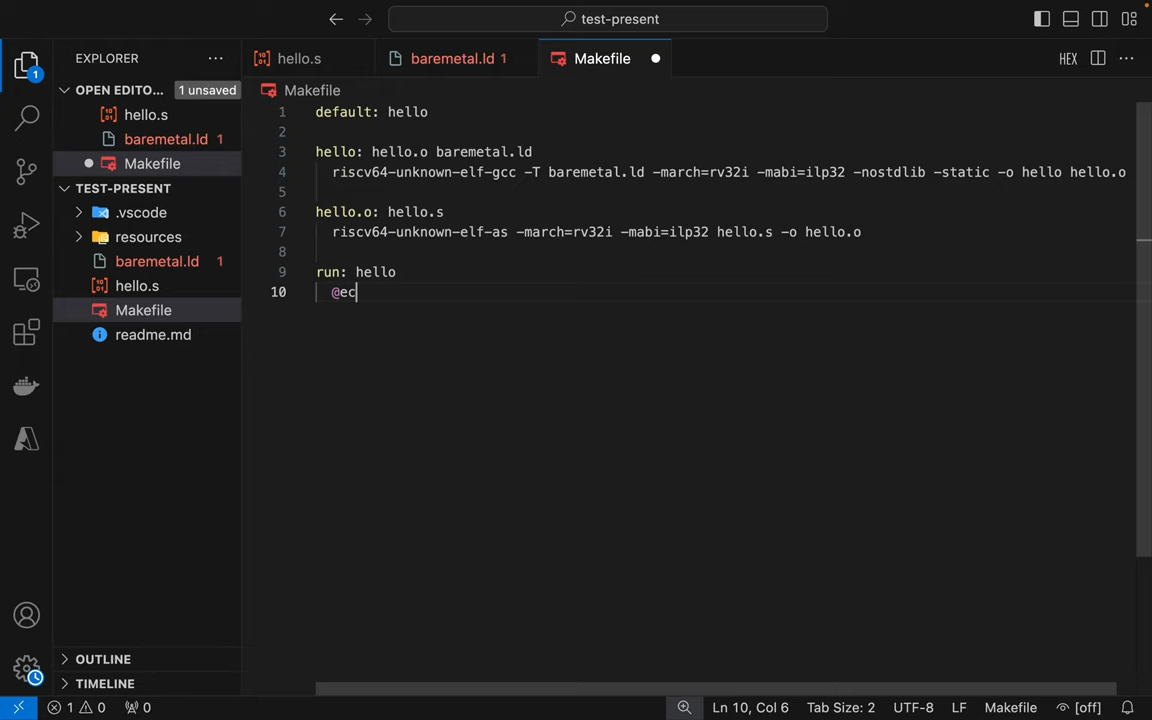 test-present
EXPLORER
hello.s
baremetal.ld 1
Makefile
HEX
OPEN EDITO... 1 unsaved
Makefile
hello.s
baremetal.ld 1
Makefile
TEST-PRESENT
.vscode
resources
baremetal.ld 1
hello.s
Makefile
readme.md
1 default: hello
2
3 hello: hello.o baremetal.ld
4 riscv64-unknown-elf-gcc -T baremetal.ld -march=rv32i -mabi=ilp32 -nostdlib -static -o hello hello.o
5
6 hello.o: hello.s
7 riscv64-unknown-elf-as -march=rv32i -mabi=ilp32 hello.s -o hello.o
8
9 run: hello
10 @ec
1
OUTLINE
TIMELINE
1 0 0 Ln 10, Col 6 Tab Size: 2 UTF-8 LF Makefile [off]